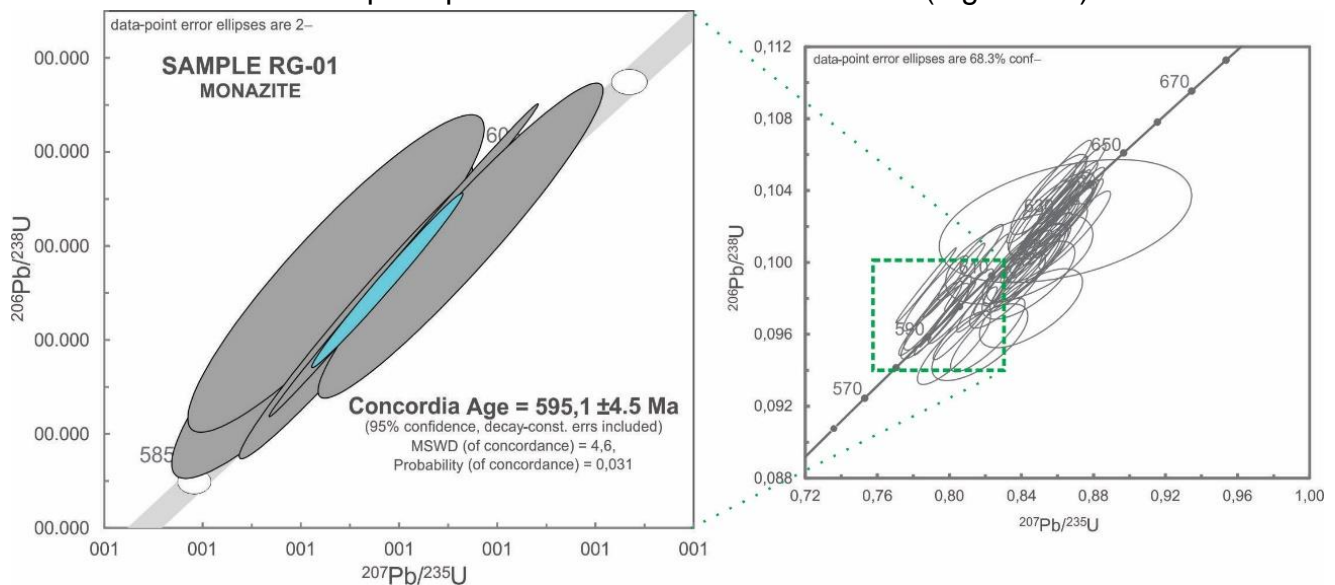 data-point error ellipses are 2–
SAMPLE RG-01
MONAZITE
00.000
00.000
00.000
00.000
00.000
00.000
60
585
Concordia Age = 595,1 ±4.5 Ma
(95% confidence, decay-const. errs included)
MSWD (of concordance) = 4,6,
Probability (of concordance) = 0,031
001 001 001 001 001 001 001
207Pb/235U
206Pb/238U
data-point error ellipses are 68.3% conf–
0,112
0,108
0,104
0,100
0,096
0,092
0,088
670
650
630
590
570
0,72 0,76 0,80 0,84 0,88 0,92 0,96 1,00
207Pb/235U
206Pb/238U